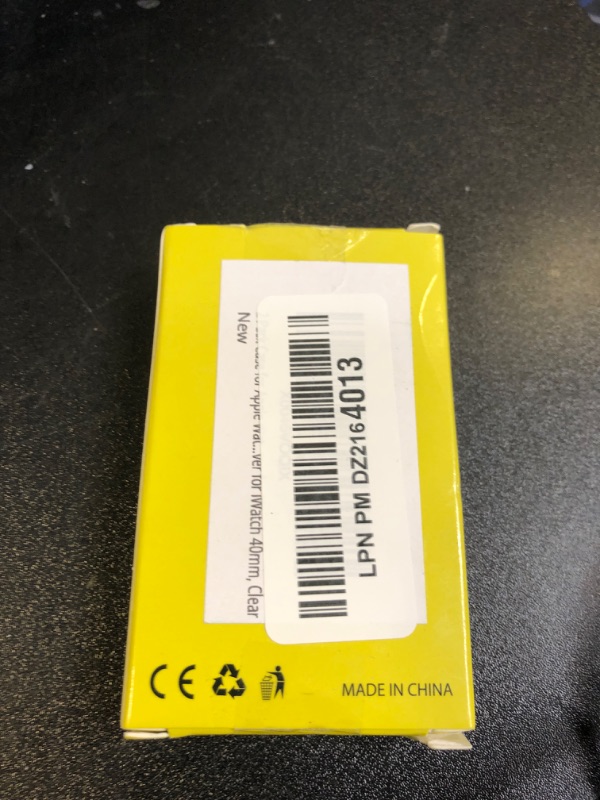 ...ver for iWatch 40mm, Clear
New
LPN PM DZ2164013
CE
MADE IN CHINA